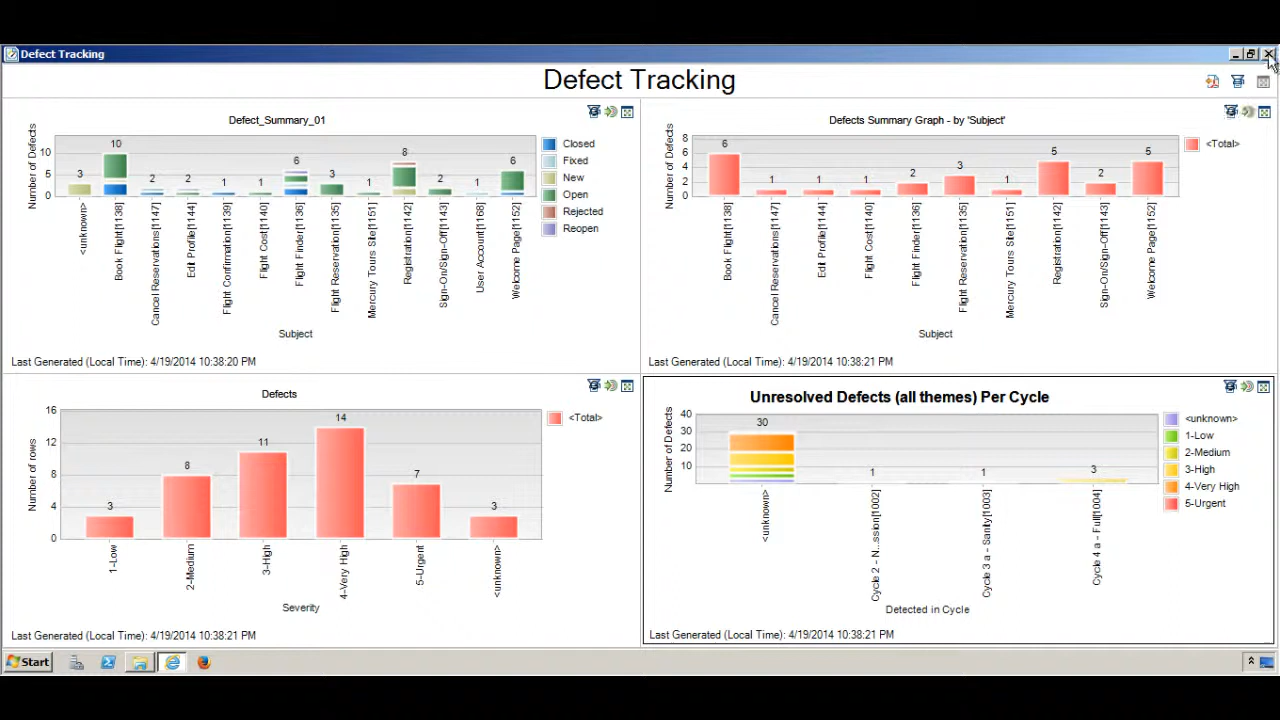 Defect Tracking
Defect Tracking
Defect_Summary_01
Number of Defects
10
5
0
3
10
2
2
1
1
6
3
1
8
2
1
6
Closed
Fixed
New
Open
Rejected
Reopen
<unknown>
Book Flight[1138]
Cancel Reservations[1147]
Edit Profile[1144]
Flight Confirmation[1139]
Flight Cost[1140]
Flight Finder[1136]
Flight Reservation[1135]
Mercury Tours Site[1151]
Registration[1142]
Sign-On/Sign-Off[1143]
User Account[1168]
Welcome Page[1152]
Subject
Last Generated (Local Time): 4/19/2014 10:38:20 PM
Defects Summary Graph - by 'Subject'
Number of Defects
8
6
4
2
0
6
1
1
1
2
3
1
5
2
5
<Total>
Book Flight[1138]
Cancel Reservations[1147]
Edit Profile[1144]
Flight Cost[1140]
Flight Finder[1136]
Flight Reservation[1135]
Mercury Tours Site[1151]
Registration[1142]
Sign-On/Sign-Off[1143]
Welcome Page[1152]
Subject
Last Generated (Local Time): 4/19/2014 10:38:21 PM
Defects
Number of rows
16
12
8
4
0
3
8
11
14
7
3
<Total>
1-Low
2-Medium
3-High
4-Very High
5-Urgent
<unknown>
Severity
Last Generated (Local Time): 4/19/2014 10:38:21 PM
Unresolved Defects (all themes) Per Cycle
Number of Defects
40
30
20
10
30
1
1
3
<unknown>
1-Low
2-Medium
3-High
4-Very High
5-Urgent
<unknown>
Cycle 2 - N...ssion[1002]
Cycle 3 a - Sanity[1003]
Cycle 4 a - Full[1004]
Detected in Cycle
Last Generated (Local Time): 4/19/2014 10:38:21 PM
Start